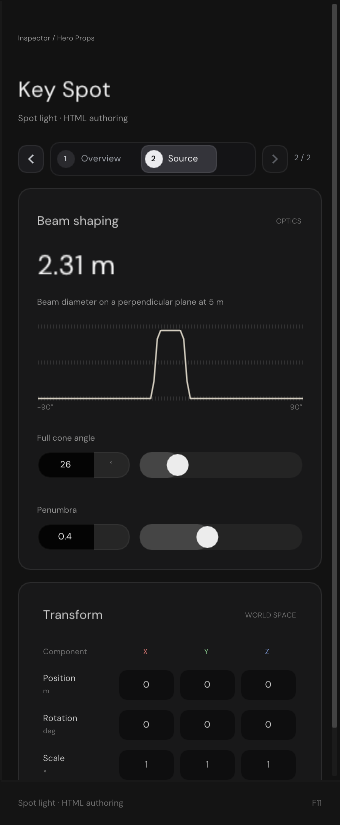 Inspector / Hero Props
Key Spot
Spot light · HTML authoring
1 Overview 2 Source 2 / 2
Beam shaping OPTICS
2.31 m
Beam diameter on a perpendicular plane at 5 m
-90° 90°
Full cone angle
26 °
Penumbra
0.4
Transform WORLD SPACE
Component X Y Z
Position 0 0 0
m
Rotation 0 0 0
deg
Scale 1 1 1
Spot light · HTML authoring F11